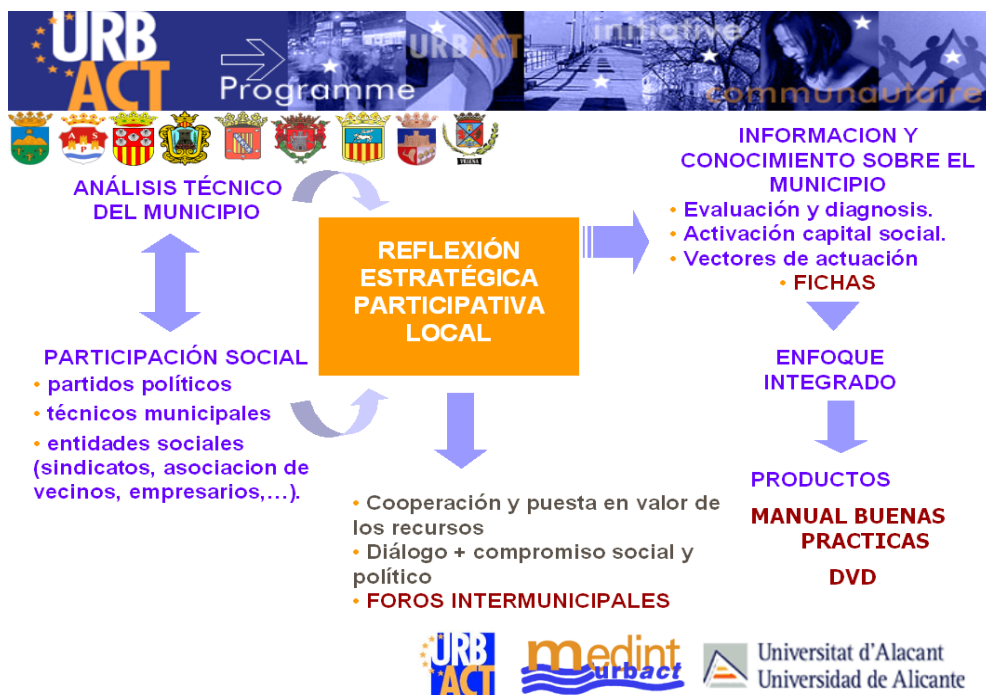 URB
ACT
Programme
URBACT
initiative
communautaire
ANÁLISIS TÉCNICO
DEL MUNICIPIO
PARTICIPACIÓN SOCIAL
• partidos políticos
• técnicos municipales
• entidades sociales
(sindicatos, asociacion de
vecinos, empresarios,...).
REFLEXIÓN
ESTRATÉGICA
PARTICIPATIVA
LOCAL
• Cooperación y puesta en valor de
los recursos
• Diálogo + compromiso social y
político
• FOROS INTERMUNICIPALES
INFORMACION Y
CONOCIMIENTO SOBRE EL
MUNICIPIO
• Evaluación y diagnosis.
• Activación capital social.
• Vectores de actuación
• FICHAS
ENFOQUE
INTEGRADO
PRODUCTOS
MANUAL BUENAS
PRACTICAS
DVD
URB
ACT
medint
urbact
Universitat d'Alacant
Universidad de Alicante